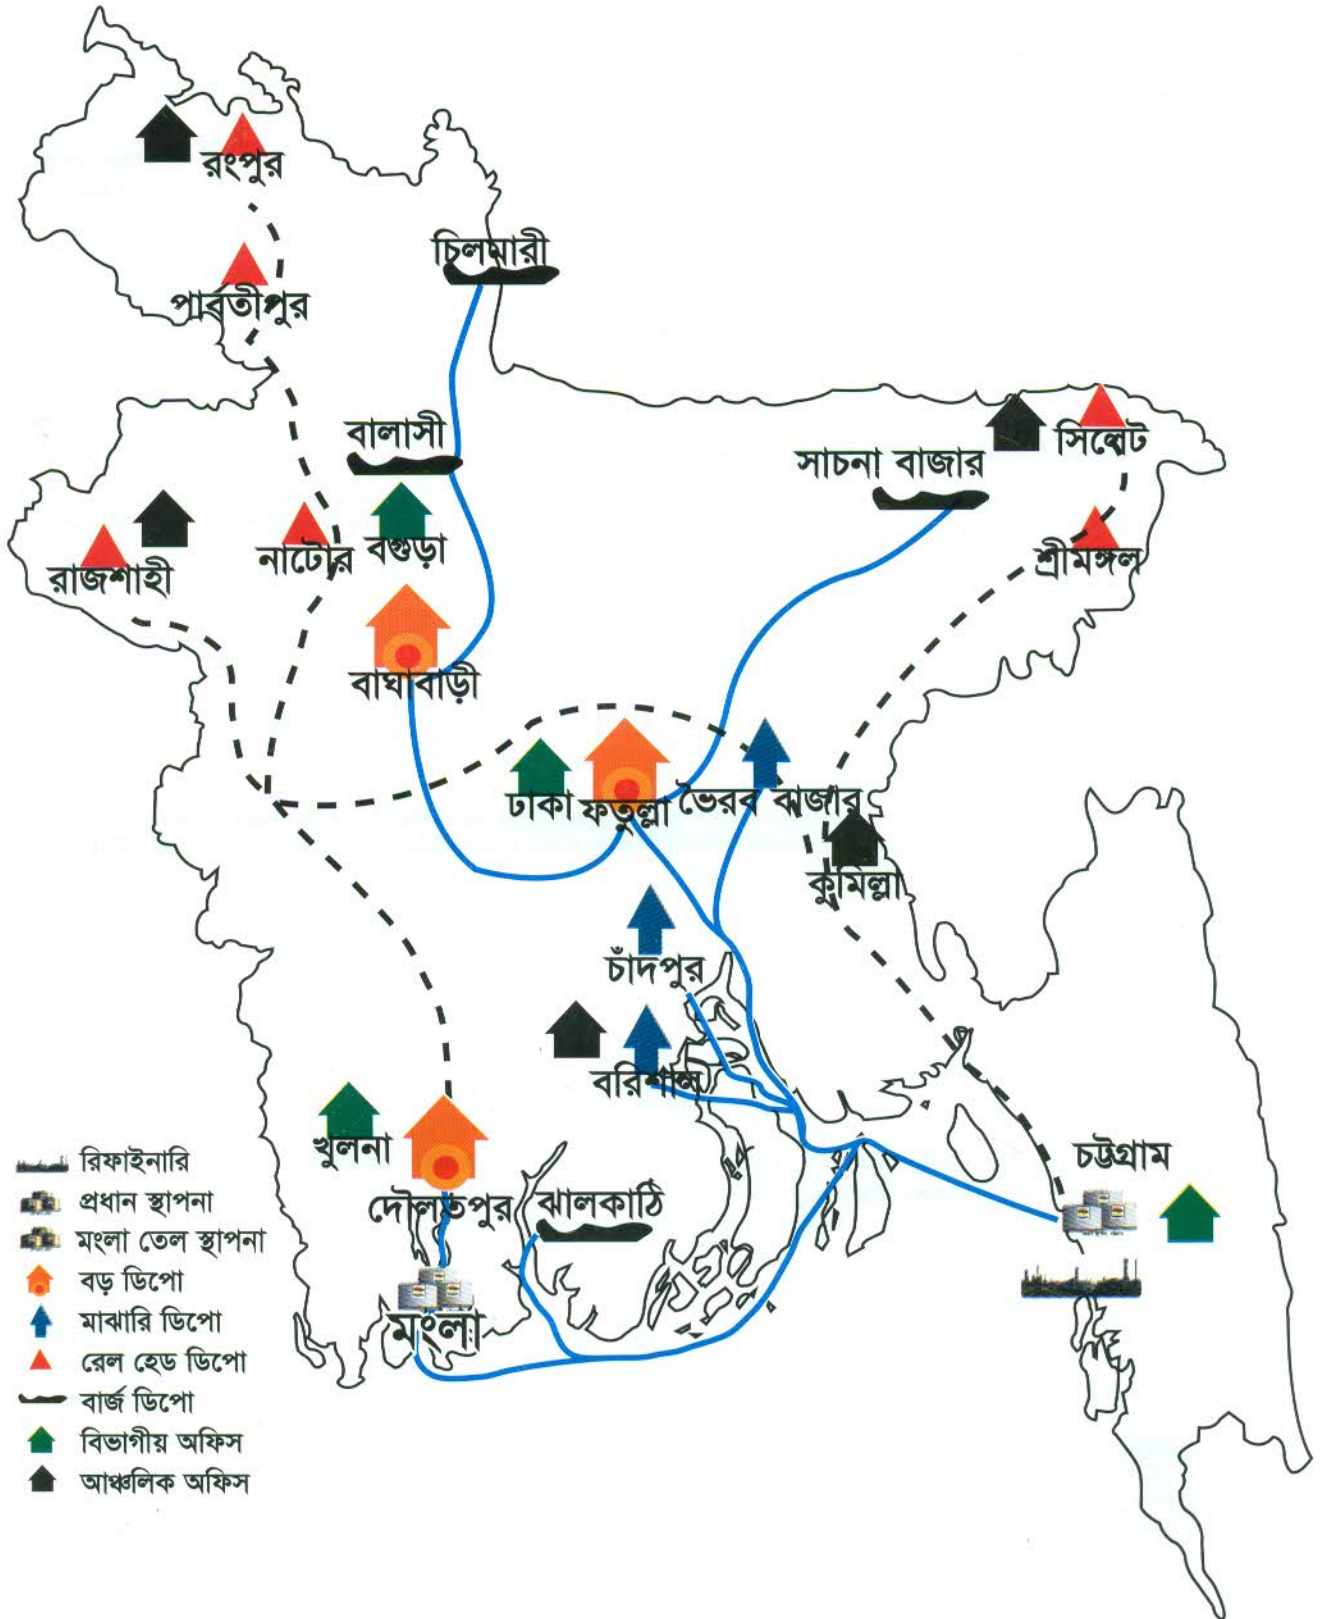 রংপুর
চিলমারী
পার্বতীপুর
বালাসী
সিলেট
সাচনা বাজার
রাজশাহী
নাটোর
বগুড়া
শ্রীমঙ্গল
বাঘাবাড়ী
ঢাকা
ফতুল্লা
ভৈরব বাজার
কুমিল্লা
চাঁদপুর
বরিশাল
খুলনা
চট্টগ্রাম
দৌলতপুর
ঝালকাঠি
মংলা
রিফাইনারি
প্রধান স্থাপনা
মংলা তেল স্থাপনা
বড় ডিপো
মাঝারি ডিপো
রেল হেড ডিপো
বার্জ ডিপো
বিভাগীয় অফিস
আঞ্চলিক অফিস